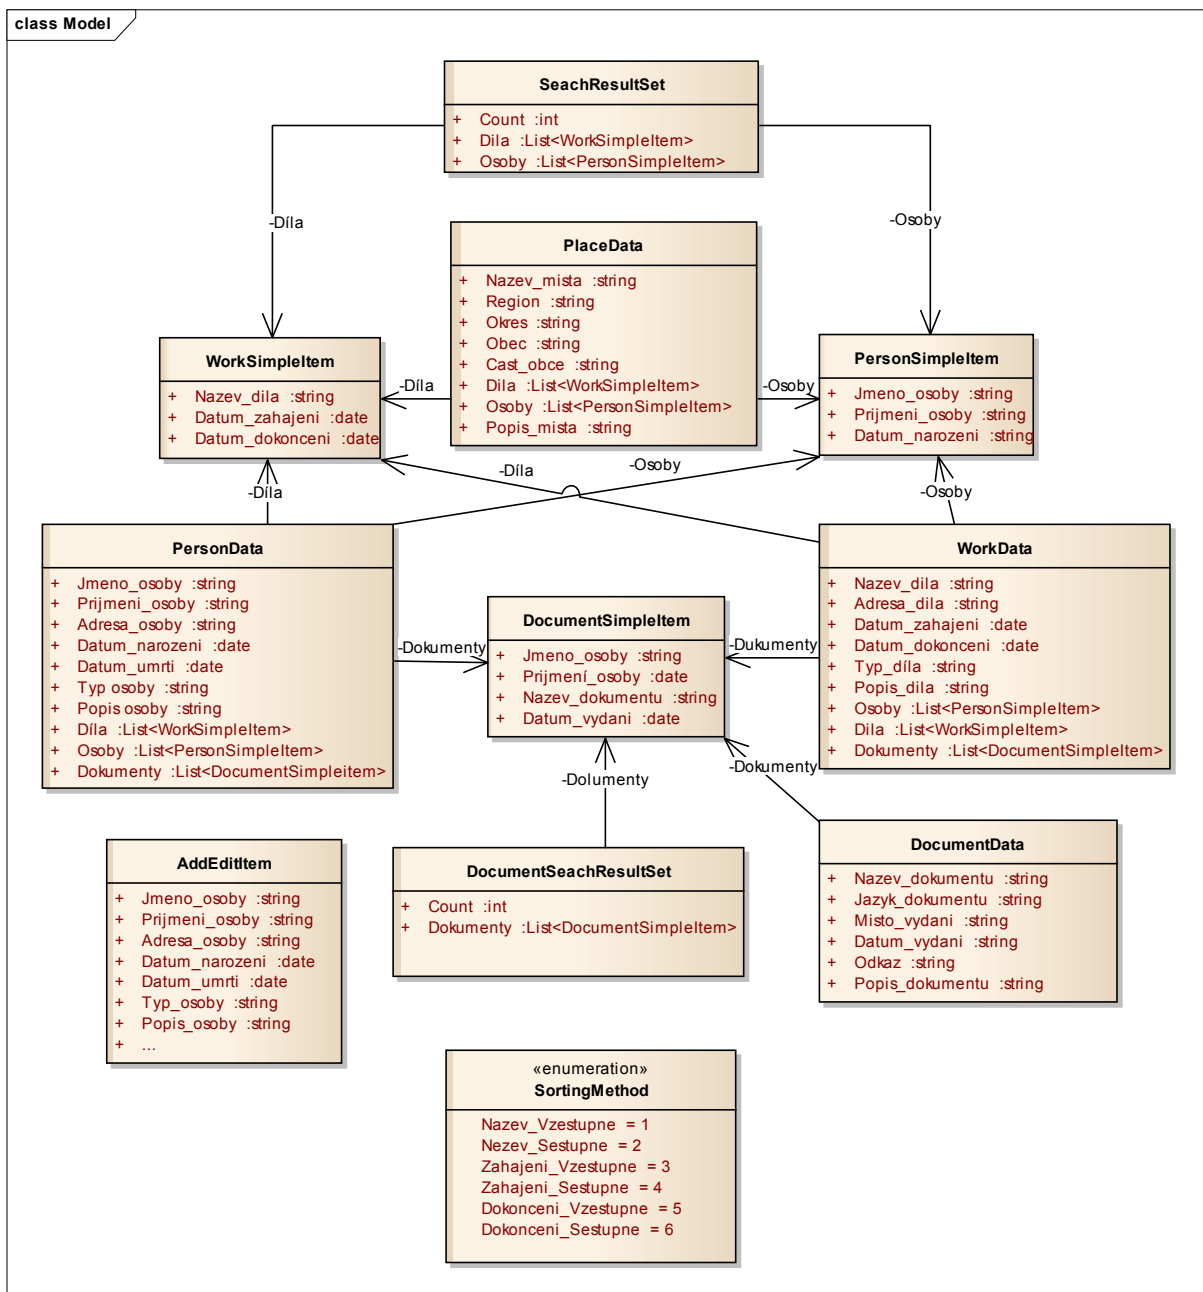 class Model
SeachResultSet
+ Count :int
+ Dila :List<WorkSimpleItem>
+ Osoby :List<PersonSimpleItem>
-Díla
-Osoby
PlaceData
+ Nazev_mista :string
+ Region :string
+ Okres :string
+ Obec :string
+ Cast_obce :string
+ Dila :List<WorkSimpleItem>
+ Osoby :List<PersonSimpleItem>
+ Popis_mista :string
WorkSimpleItem
+ Nazev_dila :string
+ Datum_zahajeni :date
+ Datum_dokonceni :date
-Díla
-Osoby
PersonSimpleItem
+ Jmeno_osoby :string
+ Prijmeni_osoby :string
+ Datum_narozeni :string
-Díla
-Osoby
-Díla
-Osoby
PersonData
+ Jmeno_osoby :string
+ Prijmeni_osoby :string
+ Adresa_osoby :string
+ Datum_narozeni :date
+ Datum_umrti :date
+ Typ osoby :string
+ Popis osoby :string
+ Díla :List<WorkSimpleItem>
+ Osoby :List<PersonSimpleItem>
+ Dokumenty :List<DocumentSimpleitem>
-Dokumenty
DocumentSimpleItem
+ Jmeno_osoby :string
+ Prijmení_osoby :date
+ Nazev_dokumentu :string
+ Datum_vydani :date
-Dukumenty
WorkData
+ Nazev_dila :string
+ Adresa_dila :string
+ Datum_zahajeni :date
+ Datum_dokonceni :date
+ Typ_díla :string
+ Popis_dila :string
+ Osoby :List<PersonSimpleItem>
+ Dila :List<WorkSimpleItem>
+ Dokumenty :List<DocumentSimpleItem>
-Dolumenty
-Dokumenty
AddEditItem
+ Jmeno_osoby :string
+ Prijmeni_osoby :string
+ Adresa_osoby :string
+ Datum_narozeni :date
+ Datum_umrti :date
+ Typ_osoby :string
+ Popis_osoby :string
+ ...
DocumentSeachResultSet
+ Count :int
+ Dokumenty :List<DocumentSimpleItem>
DocumentData
+ Nazev_dokumentu :string
+ Jazyk_dokumentu :string
+ Misto_vydani :string
+ Datum_vydani :string
+ Odkaz :string
+ Popis_dokumentu :string
«enumeration»
SortingMethod
Nazev_Vzestupne = 1
Nezev_Sestupne = 2
Zahajeni_Vzestupne = 3
Zahajeni_Sestupne = 4
Dokonceni_Vzestupne = 5
Dokonceni_Sestupne = 6